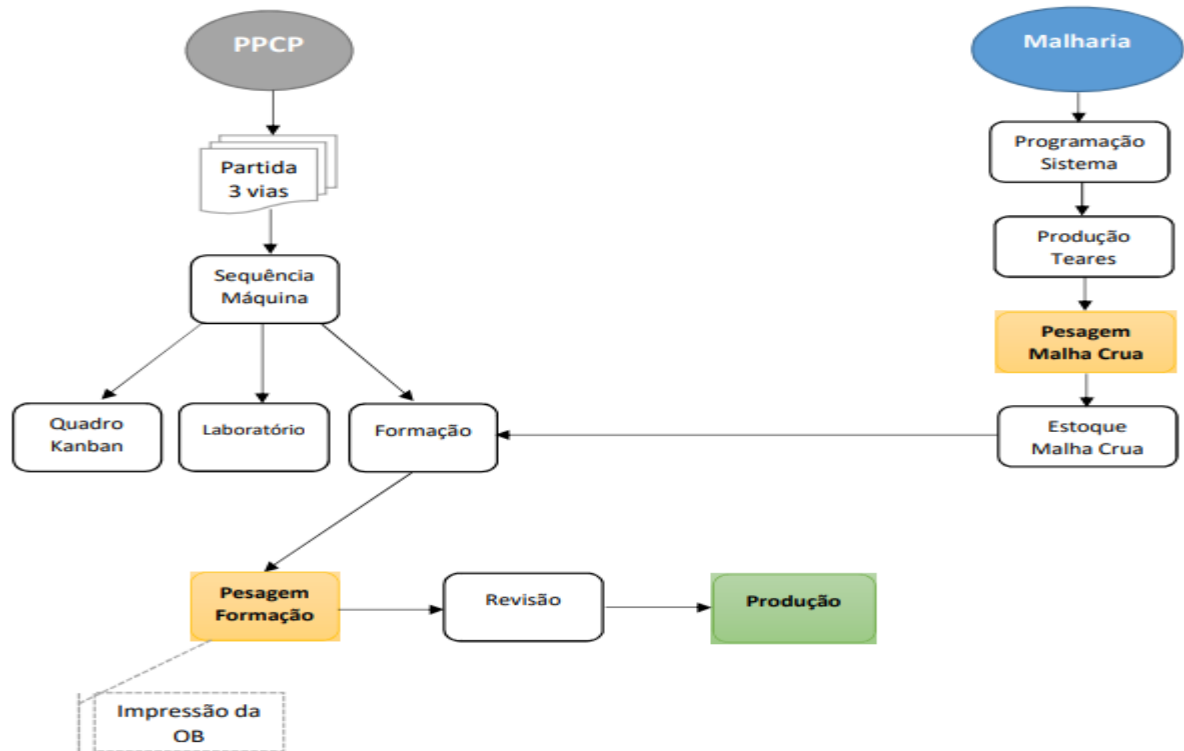 PPCP
Malharia
Partida
3 vias
Programação
Sistema
Produção
Teares
Sequência
Máquina
Pesagem
Malha Crua
Quadro
Kanban
Laboratório
Formação
Estoque
Malha Crua
Pesagem
Formação
Revisão
Produção
Impressão da
OB